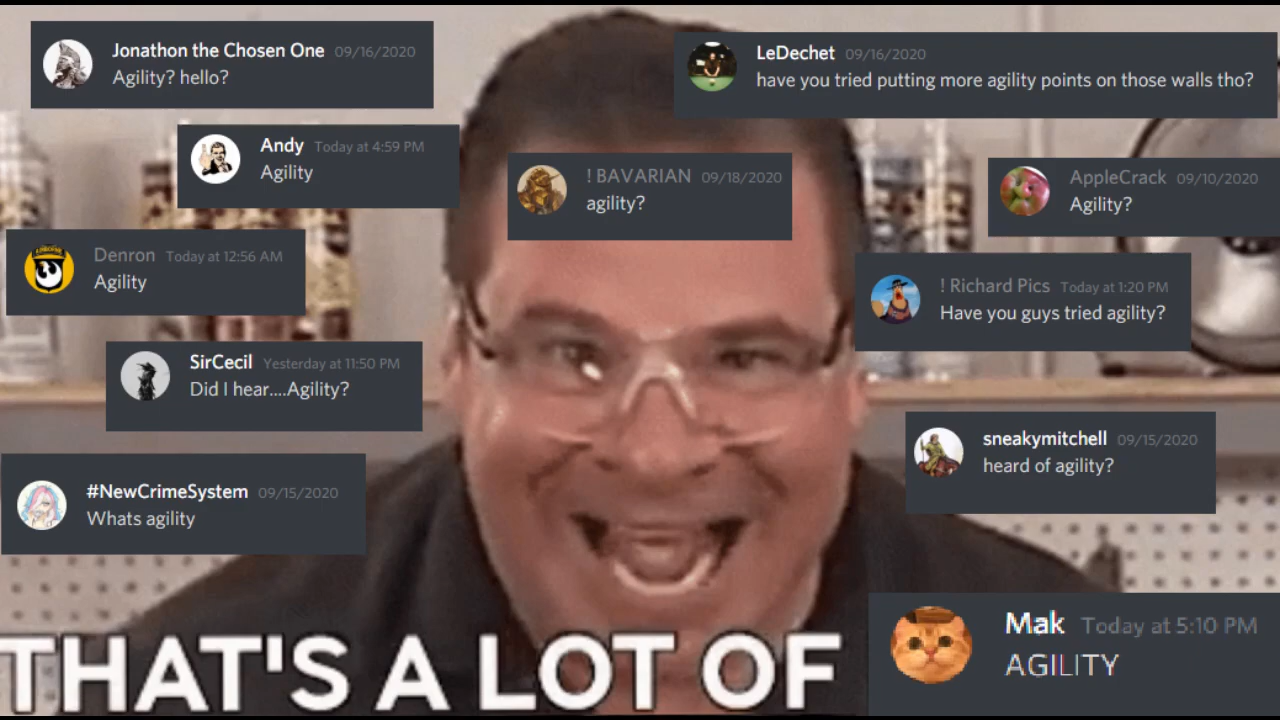 Jonathon the Chosen One 09/16/2020
Agility? hello?
LeDechet 09/16/2020
have you tried putting more agility points on those walls tho?
Andy Today at 4:59 PM
Agility
! BAVARIAN 09/18/2020
agility?
AppleCrack 09/10/2020
Agility?
Denron Today at 12:56 AM
Agility
! Richard Pics Today at 1:20 PM
Have you guys tried agility?
SirCecil Yesterday at 11:50 PM
Did I hear....Agility?
sneakymitchell 09/15/2020
heard of agility?
#NewCrimeSystem 09/15/2020
Whats agility
Mak Today at 5:10 PM
AGILITY
THAT'S A LOT OF